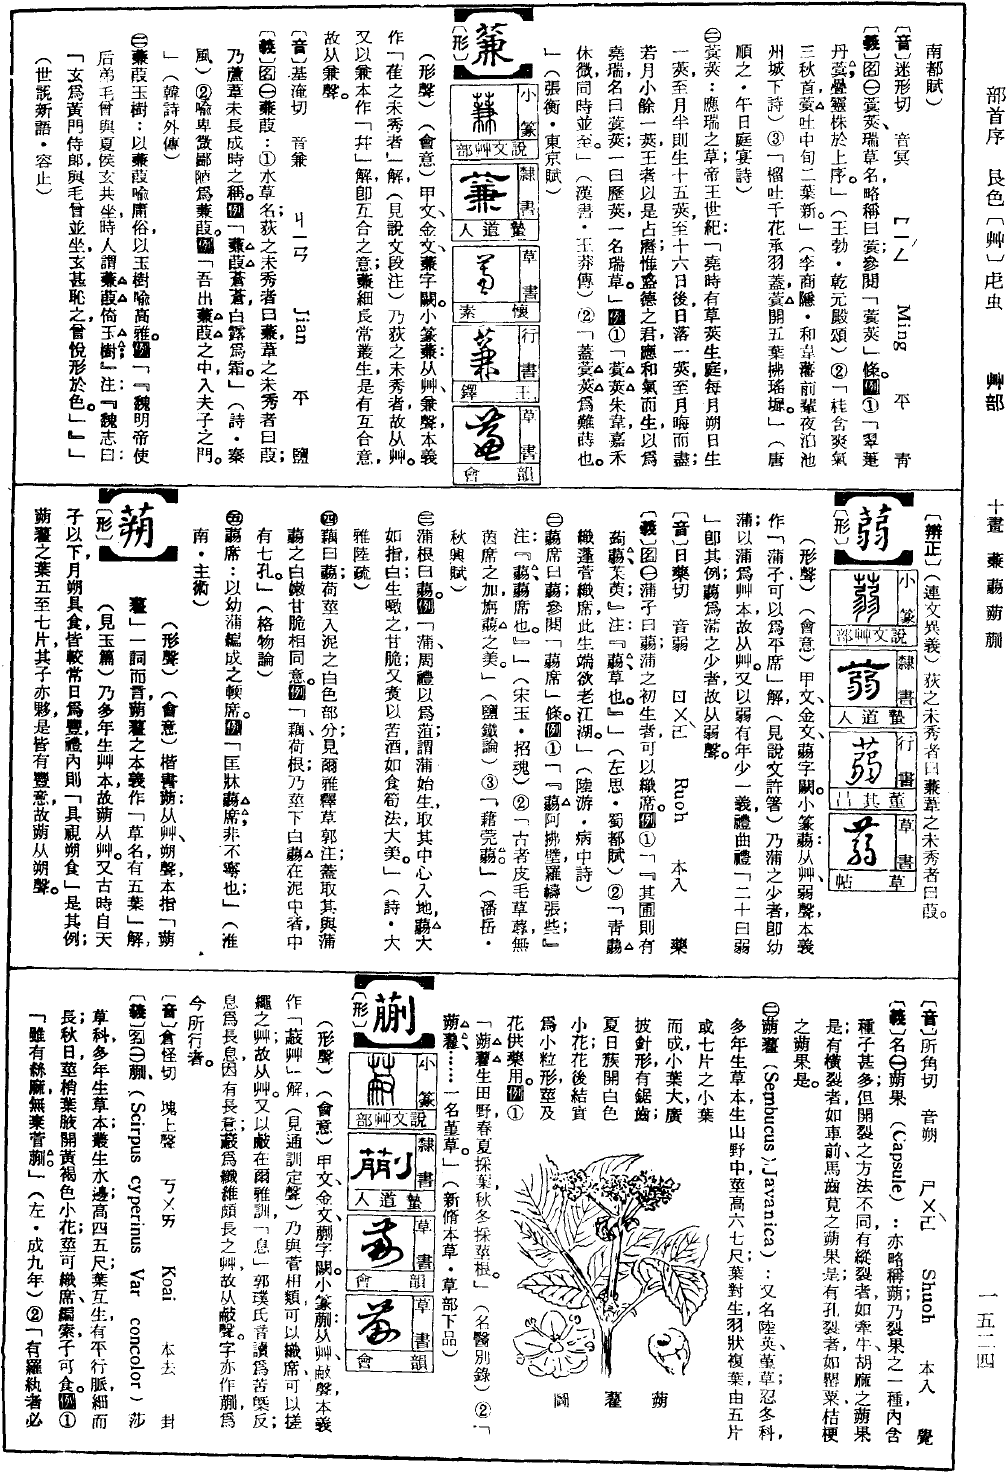 部首序　艮色〔艸〕虍虫　　艸部　　十畫　蒹蒻蒴蒯　　一五二四
南都賦）
〔音〕迷形切　音冥　ㄇㄧㄥˊ　Ming　平　青
〔義〕名㊀蓂莢瑞草名略稱曰蓂參閱「蓂莢」條。例①「翠葟
丹蓂，疊靈株於上序。」（王勃・乾元殿頌）②「桂含爽氣
三秋首，蓂吐中旬二葉新。」（李商隱・和韋潘前輩夜泊池
州城下詩）③「榴吐千花承羽蓋，蓂開五葉拂瑤墀。」（唐
順之・午日庭宴詩）
㊁蓂莢：應瑞之草；帝王世紀：「堯時有草莢生庭，每月朔日生
一莢，至月半則生十五莢；至十六日後，日落一莢，至月晦而盡；
若月小，餘一莢，王者以是占曆；惟盛德之君，應和氣而生，以爲
堯瑞，名曰蓂莢；一曰歷莢，一名瑞草。」例①「蓂莢朱韋，嘉禾
休徵，同時並至。」（漢書・王莽傳）②「蓋蓂莢爲難蒔也。
」（張衡・東京賦）
蒹
〔形〕
小篆　說文艸部
隸書　蟄道人
草書　懷素
行書　王鐸
草書　韻會
（形聲）（會意）甲文、金文蒹字闕。小篆蒹：从艸，兼聲，本義
作「萑之未秀者」解（見說文段注）乃荻之未秀者，故从艸。
又以兼本作「幷」解，卽互合之意；蒹細長常叢生，是有互合意，
故从兼聲。
〔音〕基淹切　音兼　ㄐㄧㄢ　Jian　平　鹽
〔義〕名㊀蒹葭：①水草名，荻之未秀者曰蒹，葦之未秀者曰葭；
乃蘆葦未長成時之稱。例「蒹葭蒼蒼，白露爲霜。」（詩・秦
風）②喻卑微鄙陋爲蒹葭。例「吾出蒹葭之中，入夫子之門。
」（韓詩外傳）
㊁蒹葭玉樹：以蒹葭喻庸俗，以玉樹喻高雅。例「『魏明帝使
后弟毛曾與夏侯玄共坐，時人謂蒹葭倚玉樹』注：『魏志曰：
「玄爲黃門侍郎，與毛曾並坐，玄甚恥之，曾悅形於色」』」
（世說新語・容止）
〔辨正〕（連文異義）荻之未秀者曰蒹，葦之未秀者曰葭。
蒻
〔形〕
小篆　說文艸部
隸書　蟄道人
行書　董其昌
草書　草帖
（形聲）（會意）甲文、金文蒻字闕。小篆蒻：从艸，弱聲，本義
作「蒲子可以爲平席」解（見說文許箸）乃蒲之少者，卽幼
蒲；以蒲爲艸本，故从艸。又以弱有年少一義，禮曲禮「二十曰弱
」卽其例；蒻爲蒲之少者，故从弱聲。
〔音〕日藥切　音弱　ㄖㄨㄛˋ　Ruoh　本入　藥
〔義〕名㊀蒲子曰蒻；蒲之初生者，可以織席。例①「『其圃則有
蒟蒻茱萸』注：『蒻，草也。』」（左思・蜀都賦）②「青蒻
織蓬菅織席，此生端欲老江湖。」（陸游・病中詩）
㊁蒻席曰蒻；參閱「蒻席」條。例①「『蒻阿拂壁，羅幬張些』
注：『蒻，蒻席也。』」（宋玉・招魂）②「古者皮毛草蓐，無
茵席之加，旃蒻之美。」（鹽鐵論）③「藉莞蒻。」（潘岳・
秋興賦）
㊂蒲根曰蒻。例「蒲，周禮以爲菹，謂蒲始生，取其中心入地，蒻大
如指，白生噉之，甘脆；又煮以苦酒，如食筍法，大美。」（詩・大
雅陸疏）
㊃藕曰蒻；荷莖入泥之白色部分；見爾雅釋草郭注；蓋取其與蒲
蒻之白嫩甘脆相同意。例「藕，荷根，乃莖下白蒻，在泥中者，中
有七孔。」（格物論）
㊄蒻席：以幼蒲編成之軟席。例「匡牀蒻席，非不寧也」（淮
南・主術）
蒴
〔形〕
（形聲）（會意）楷書蒴：从艸，朔聲，本指「蒴
藋」一詞而言，蒴藋之本義作「草名，有五葉」解
（見玉篇）乃多年生艸本，故蒴从艸。又古時自天
子以下，月朔具食皆較常日爲豐，禮內則「具視朔食」是其例；
蒴藋之葉五至七片，其子亦夥，是皆有豐意，故蒴从朔聲。
〔音〕所角切　音朔　ㄕㄨㄛˋ　Shuoh　本入　覺
〔義〕名㊀蒴果（Capsule）：亦略稱蒴；乃裂果之一種，內含
種子甚多；但開裂之方法不同，有縱裂者，如牽牛、胡麻之蒴果
是；有橫裂者，如車前、馬齒莧之蒴果是；有孔裂者，如罌粟、桔梗
之蒴果是。
㊁蒴藋（Sembucus Javanica）：又名陸英、菫草；忍冬科，
多年生草本，生山野中，莖高六七尺；葉對生，羽狀複葉，由五片
或七片之小葉
而成，小葉大，廣
披針形，有鋸齒；
夏日簇開白色
小花；花後結實，
爲小粒形；莖及
花供藥用。例①
「蒴藋，生田野，春夏採葉，秋冬採莖根。」（名醫別錄）②「
蒴藋……一名菫草。」（新脩本草・草部下品）
蒴藋圖
蒯
〔形〕
小篆　說文艸部
隸書　蟄道人
草書　韻會
草書　韻會
（形聲）（會意）甲文、金文蒯字闕。小篆蒯：从艸，㕟聲，本義
作「蔽艸」解（見通訓定聲）乃與菅相類，可以織席、可以搓
繩之艸，故从艸。又以㕟在爾雅訓「息」，郭璞氏音讀爲苦槩反；
息爲長息，因有長意；蔽爲纖維頗長之艸，故从㕟聲。字亦作蒯，爲
今所行者。
〔音〕倉怪切　塊上聲　ㄎㄨㄞ　Koai　本去　卦
〔義〕名㊀蒯（Scirpus cyperinus Var concolor）莎
草科，多年生草本，叢生水邊；高四五尺，葉互生，有平行脈，細而
長；秋日，莖梢葉腋開黃褐色小花；莖可織席、編索，子可食。例①
「雖有絲麻，無棄菅蒯。」（左・成九年）②「有羅紈者必